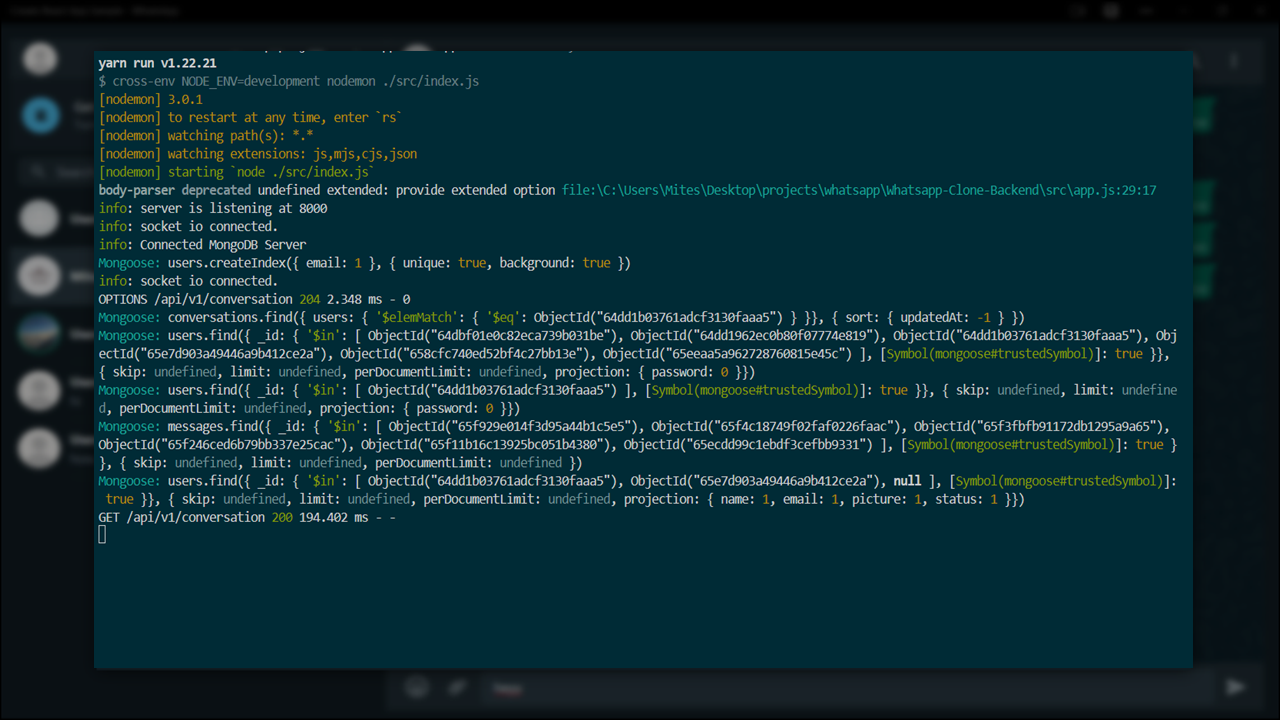 yarn run v1.22.21
$ cross-env NODE_ENV=development nodemon ./src/index.js
[nodemon] 3.0.1
[nodemon] to restart at any time, enter `rs`
[nodemon] watching path(s): *.*
[nodemon] watching extensions: js,mjs,cjs,json
[nodemon] starting `node ./src/index.js`
body-parser deprecated undefined extended: provide extended option file:\C:\Users\Mites\Desktop\projects\whatsapp\Whatsapp-Clone-Backend\src\app.js:29:17
info: server is listening at 8000
info: socket io connected.
info: Connected MongoDB Server
Mongoose: users.createIndex({ email: 1 }, { unique: true, background: true })
info: socket io connected.
OPTIONS /api/v1/conversation 204 2.348 ms - 0
Mongoose: conversations.find({ users: { '$elemMatch': { '$eq': ObjectId("64dd1b03761adcf3130faaa5") } }}, { sort: { updatedAt: -1 } })
Mongoose: users.find({ _id: { '$in': [ ObjectId("64dbf01e0c82eca739b031be"), ObjectId("64dd1962ec0b80f07774e819"), ObjectId("64dd1b03761adcf3130faaa5"), Obj
ectId("65e7d903a49446a9b412ce2a"), ObjectId("658cfc740ed52bf4c27bb13e"), ObjectId("65eeaa5a962728760815e45c") ], [Symbol(mongoose#trustedSymbol)]: true }},
{ skip: undefined, limit: undefined, perDocumentLimit: undefined, projection: { password: 0 }})
Mongoose: users.find({ _id: { '$in': [ ObjectId("64dd1b03761adcf3130faaa5") ], [Symbol(mongoose#trustedSymbol)]: true }}, { skip: undefined, limit: undefine
d, perDocumentLimit: undefined, projection: { password: 0 }})
Mongoose: messages.find({ _id: { '$in': [ ObjectId("65f929e014f3d95a44b1c5e5"), ObjectId("65f4c18749f02faf0226faac"), ObjectId("65f3fbfb91172db1295a9a65"),
ObjectId("65f246ced6b79bb337e25cac"), ObjectId("65f11b16c13925bc051b4380"), ObjectId("65ecdd99c1ebdf3cefbb9331") ], [Symbol(mongoose#trustedSymbol)]: true }
}, { skip: undefined, limit: undefined, perDocumentLimit: undefined })
Mongoose: users.find({ _id: { '$in': [ ObjectId("64dd1b03761adcf3130faaa5"), ObjectId("65e7d903a49446a9b412ce2a"), null ], [Symbol(mongoose#trustedSymbol)]:
true }}, { skip: undefined, limit: undefined, perDocumentLimit: undefined, projection: { name: 1, email: 1, picture: 1, status: 1 }})
GET /api/v1/conversation 200 194.402 ms - -